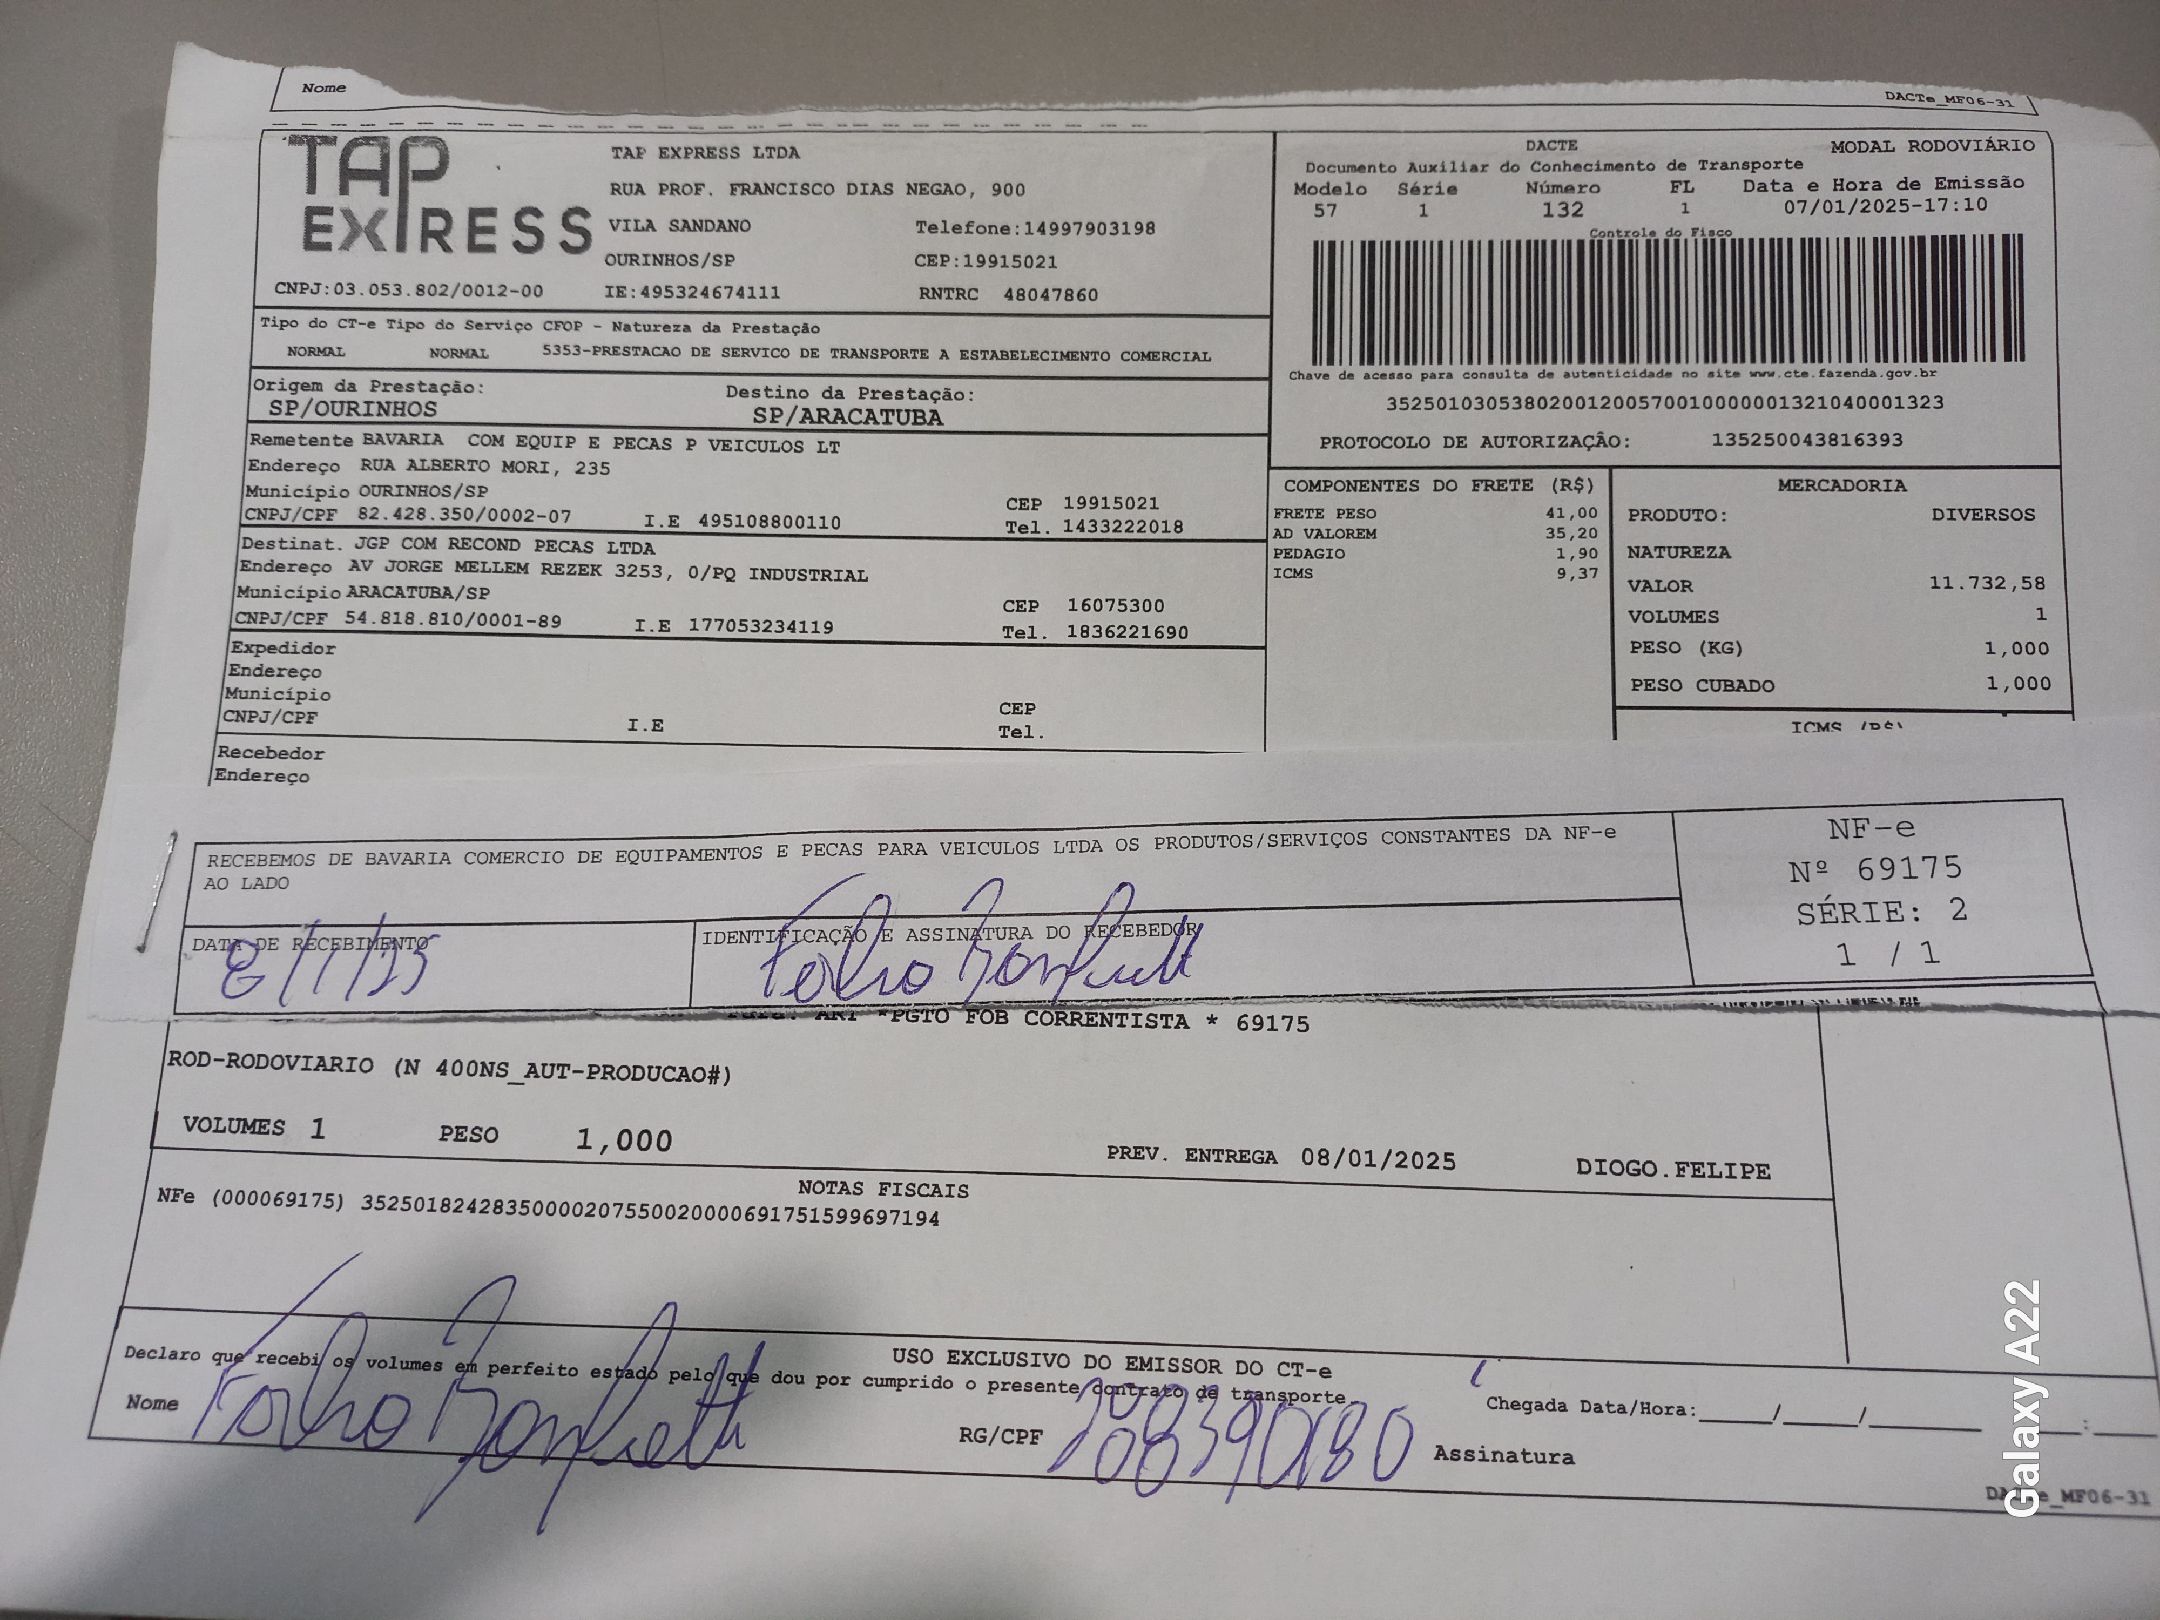 Nome
DACTe_MF06-31
TAP EXPRESS
TAP EXPRESS LTDA
RUA PROF. FRANCISCO DIAS NEGAO, 900
VILA SANDANO Telefone:14997903198
OURINHOS/SP CEP:19915021
CNPJ:03.053.802/0012-00 IE:495324674111 RNTRC 48047860
DACTE MODAL RODOVIÁRIO
Documento Auxiliar do Conhecimento de Transporte
Modelo Série Número FL Data e Hora de Emissão
57 1 132 1 07/01/2025-17:10
Controle do Fisco
Chave de acesso para consulta de autenticidade no site www.cte.fazenda.gov.br
35250103053802001200570010000001321040001323
PROTOCOLO DE AUTORIZAÇÂO: 135250043816393
Tipo do CT-e Tipo do Serviço CFOP - Natureza da Prestação
NORMAL NORMAL 5353-PRESTACAO DE SERVICO DE TRANSPORTE A ESTABELECIMENTO COMERCIAL
Origem da Prestação: Destino da Prestação:
SP/OURINHOS SP/ARACATUBA
Remetente BAVARIA COM EQUIP E PECAS P VEICULOS LT
Endereço RUA ALBERTO MORI, 235
Município OURINHOS/SP CEP 19915021
CNPJ/CPF 82.428.350/0002-07 I.E 495108800110 Tel. 1433222018
Destinat. JGP COM RECOND PECAS LTDA
Endereço AV JORGE MELLEM REZEK 3253, 0/PQ INDUSTRIAL
Município ARACATUBA/SP CEP 16075300
CNPJ/CPF 54.818.810/0001-89 I.E 177053234119 Tel. 1836221690
Expedidor
Endereço
Município CEP
CNPJ/CPF I.E Tel.
Recebedor
Endereço
COMPONENTES DO FRETE (R$)
FRETE PESO 41,00
AD VALOREM 35,20
PEDAGIO 1,90
ICMS 9,37
MERCADORIA
PRODUTO: DIVERSOS
NATUREZA
VALOR 11.732,58
VOLUMES 1
PESO (KG) 1,000
PESO CUBADO 1,000
ICMS (R$)
RECEBEMOS DE BAVARIA COMERCIO DE EQUIPAMENTOS E PECAS PARA VEICULOS LTDA OS PRODUTOS/SERVIÇOS CONSTANTES DA NF-e
AO LADO
DATA DE RECEBIMENTO
8/1/25
IDENTIFICAÇÃO E ASSINATURA DO RECEBEDOR
NF-e
Nº 69175
SÉRIE: 2
1 / 1
*PGTO FOB CORRENTISTA * 69175
ROD-RODOVIARIO (N 400NS_AUT-PRODUCAO#)
VOLUMES 1 PESO 1,000 PREV. ENTREGA 08/01/2025 DIOGO.FELIPE
NOTAS FISCAIS
NFe (000069175) 35250182428350000207550020000691751599697194
USO EXCLUSIVO DO EMISSOR DO CT-e
Declaro que recebi os volumes em perfeito estado pelo que dou por cumprido o presente contrato de transporte
Nome RG/CPF Assinatura
Chegada Data/Hora:_____/_____/________ ____:____
DACTe_MF06-31
Galaxy A22